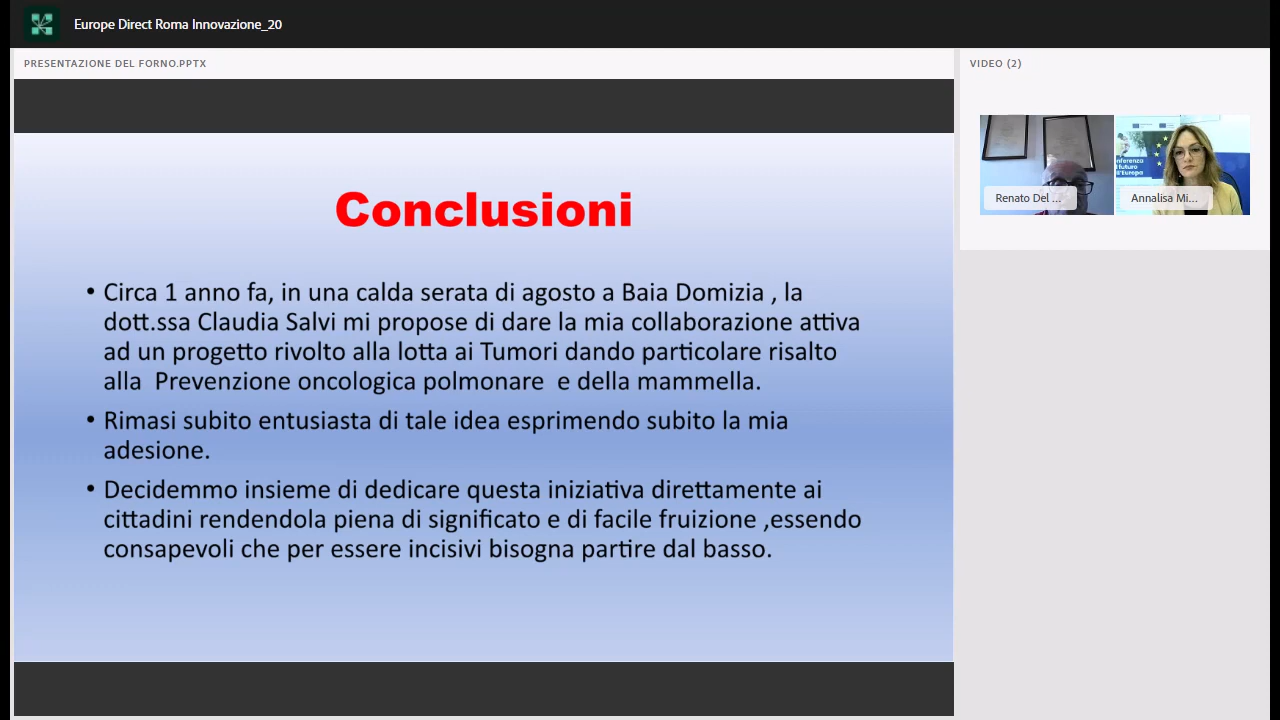 Europe Direct Roma Innovazione_20
PRESENTAZIONE DEL FORNO.PPTX
VIDEO (2)
Conclusioni
• Circa 1 anno fa, in una calda serata di agosto a Baia Domizia , la
dott.ssa Claudia Salvi mi propose di dare la mia collaborazione attiva
ad un progetto rivolto alla lotta ai Tumori dando particolare risalto
alla  Prevenzione oncologica polmonare  e della mammella.
• Rimasi subito entusiasta di tale idea esprimendo subito la mia
adesione.
• Decidemmo insieme di dedicare questa iniziativa direttamente ai
cittadini rendendola piena di significato e di facile fruizione ,essendo
consapevoli che per essere incisivi bisogna partire dal basso.
Renato Del ...
Annalisa Mi...
futuro
Europa